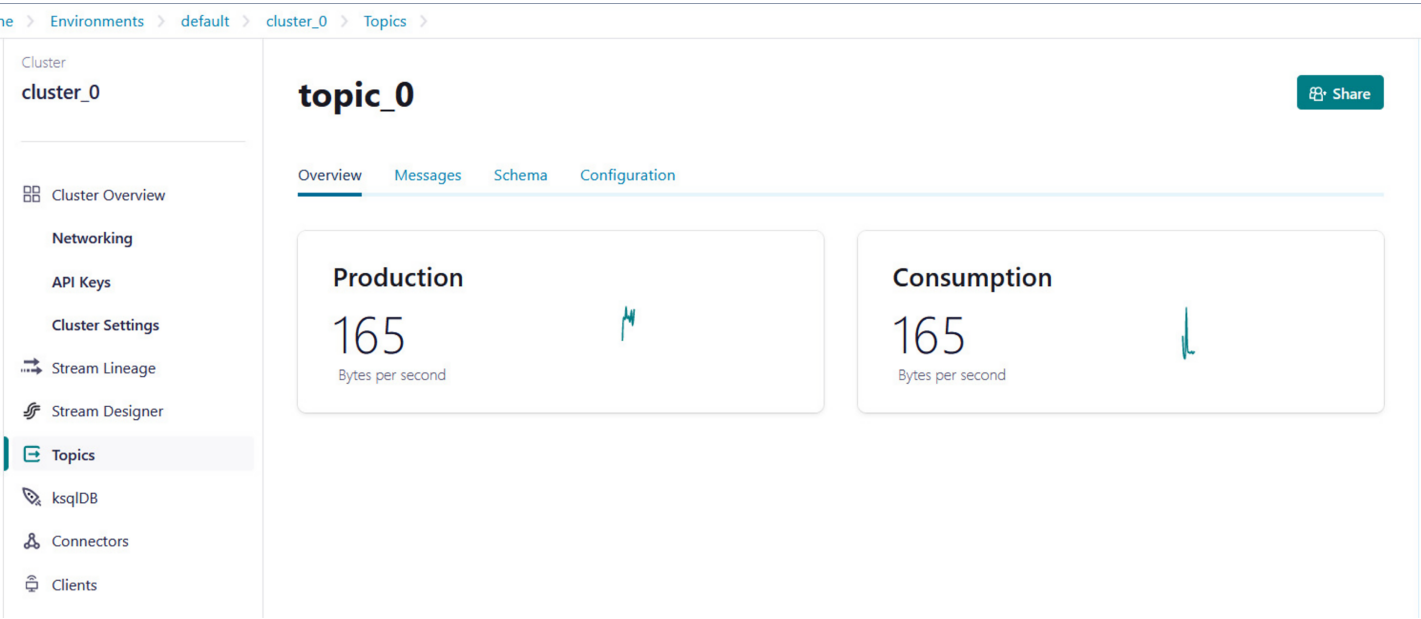 Environments > default > cluster_0 > Topics >
Cluster
cluster_0
Cluster Overview
Networking
API Keys
Cluster Settings
Stream Lineage
Stream Designer
Topics
ksqlDB
Connectors
Clients
topic_0
Share
Overview Messages Schema Configuration
Production
165
Bytes per second
Consumption
165
Bytes per second